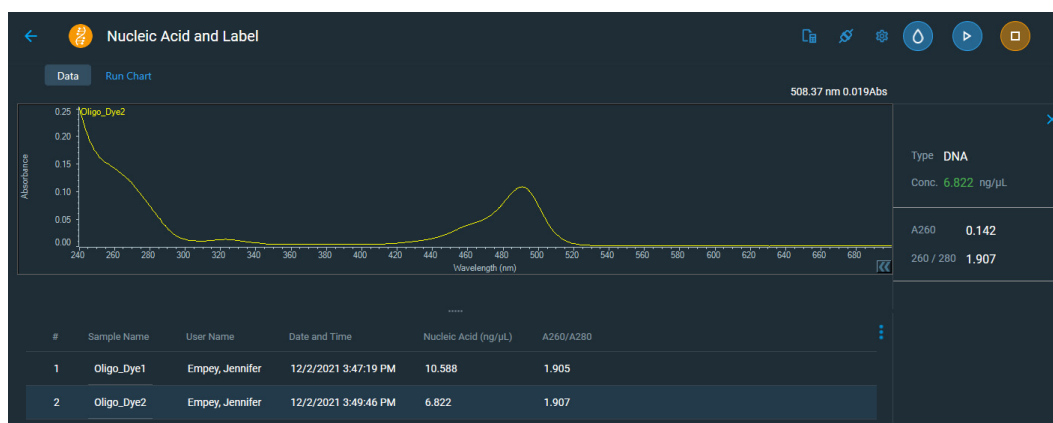 Nucleic Acid and Label
Data Run Chart
508.37 nm 0.019Abs
Oligo_Dye2
0.25
0.20
0.15
0.10
0.05
0.00
Absorbance
240 260 280 300 320 340 360 380 400 420 440 460 480 500 520 540 560 580 600 620 640 660 680
Wavelength (nm)
Type DNA
Conc. 6.822 ng/µL
A260 0.142
260 / 280 1.907
# Sample Name User Name Date and Time Nucleic Acid (ng/µL) A260/A280
1 Oligo_Dye1 Empey, Jennifer 12/2/2021 3:47:19 PM 10.588 1.905
2 Oligo_Dye2 Empey, Jennifer 12/2/2021 3:49:46 PM 6.822 1.907